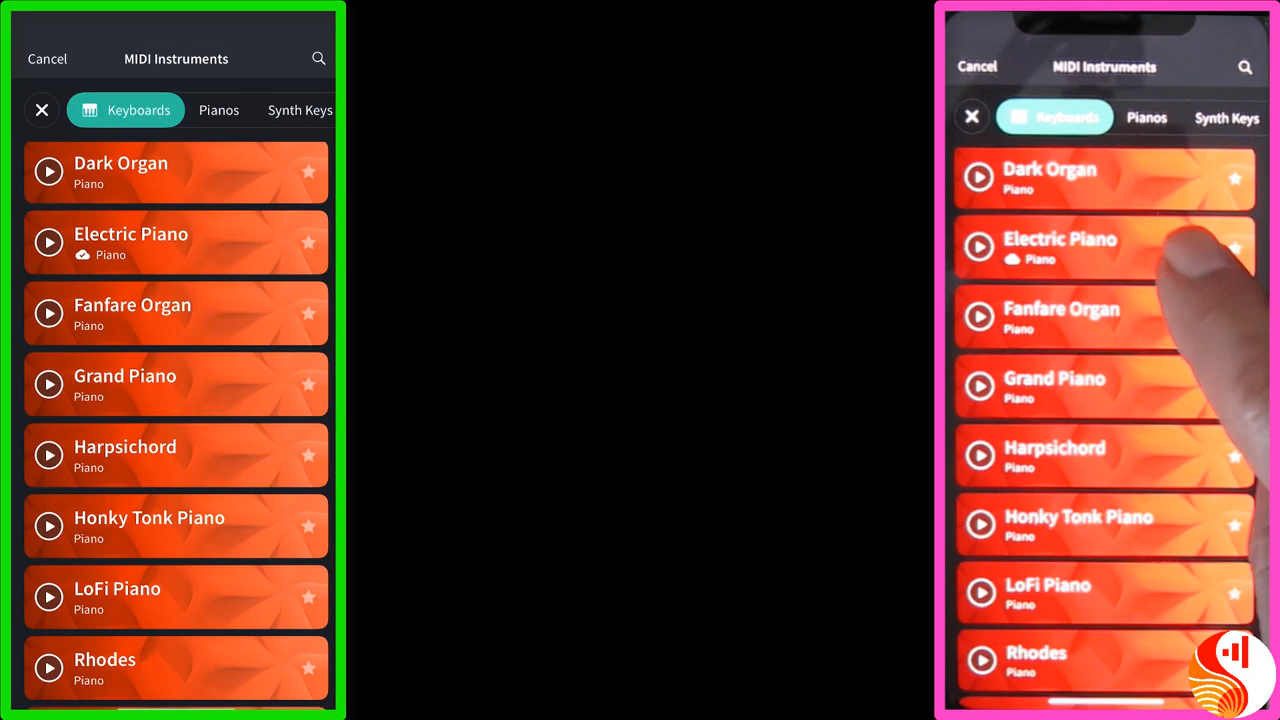 Cancel
MIDI Instruments
Keyboards
Pianos
Synth Keys
Dark Organ
Piano
Electric Piano
Piano
Fanfare Organ
Piano
Grand Piano
Piano
Harpsichord
Piano
Honky Tonk Piano
Piano
LoFi Piano
Piano
Rhodes
Piano
Cancel
MIDI Instruments
Keyboards
Pianos
Synth Keys
Dark Organ
Piano
Electric Piano
Piano
Fanfare Organ
Piano
Grand Piano
Piano
Harpsichord
Piano
Honky Tonk Piano
Piano
LoFi Piano
Piano
Rhodes
Piano